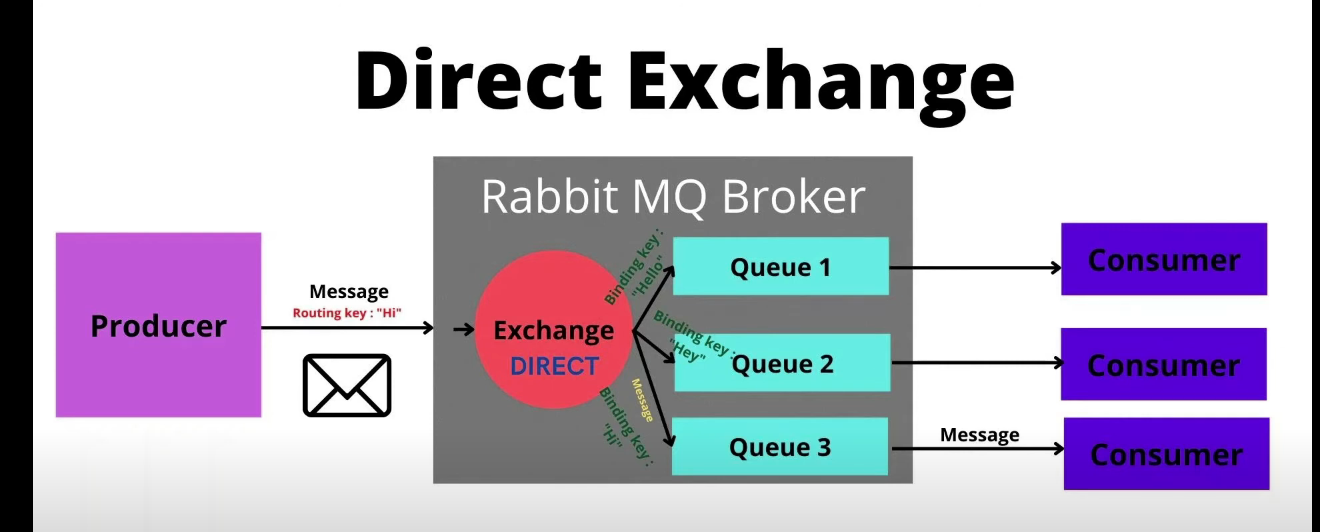 Direct Exchange
Rabbit MQ Broker
Producer
Message
Routing key : "Hi"
Exchange
DIRECT
Binding key :
"Hello"
Binding key :
"Hey"
Message
Binding key :
"Hi"
Queue 1
Queue 2
Queue 3
Message
Consumer
Consumer
Consumer